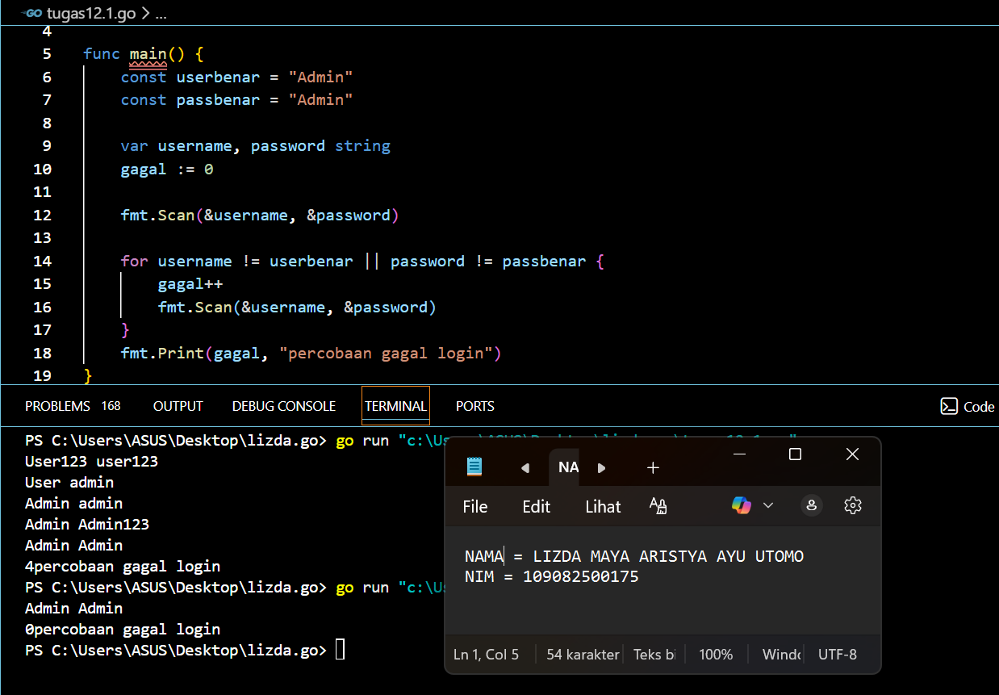 GO tugas12.1.go > ...
4
5 func main() {
6 const userbenar = "Admin"
7 const passbenar = "Admin"
8
9 var username, password string
10 gagal := 0
11
12 fmt.Scan(&username, &password)
13
14 for username != userbenar || password != passbenar {
15 gagal++
16 fmt.Scan(&username, &password)
17 }
18 fmt.Print(gagal, "percobaan gagal login")
19 }
PROBLEMS 168 OUTPUT DEBUG CONSOLE TERMINAL PORTS Code
PS C:\Users\ASUS\Desktop\lizda.go> go run "c:\Us
User123 user123
User admin
Admin admin
Admin Admin123
Admin Admin
4percobaan gagal login
PS C:\Users\ASUS\Desktop\lizda.go> go run "c:\Us
Admin Admin
0percobaan gagal login
PS C:\Users\ASUS\Desktop\lizda.go>
NA
File Edit Lihat
NAMA = LIZDA MAYA ARISTYA AYU UTOMO
NIM = 109082500175
Ln 1, Col 5 54 karakter Teks bi 100% Windo UTF-8